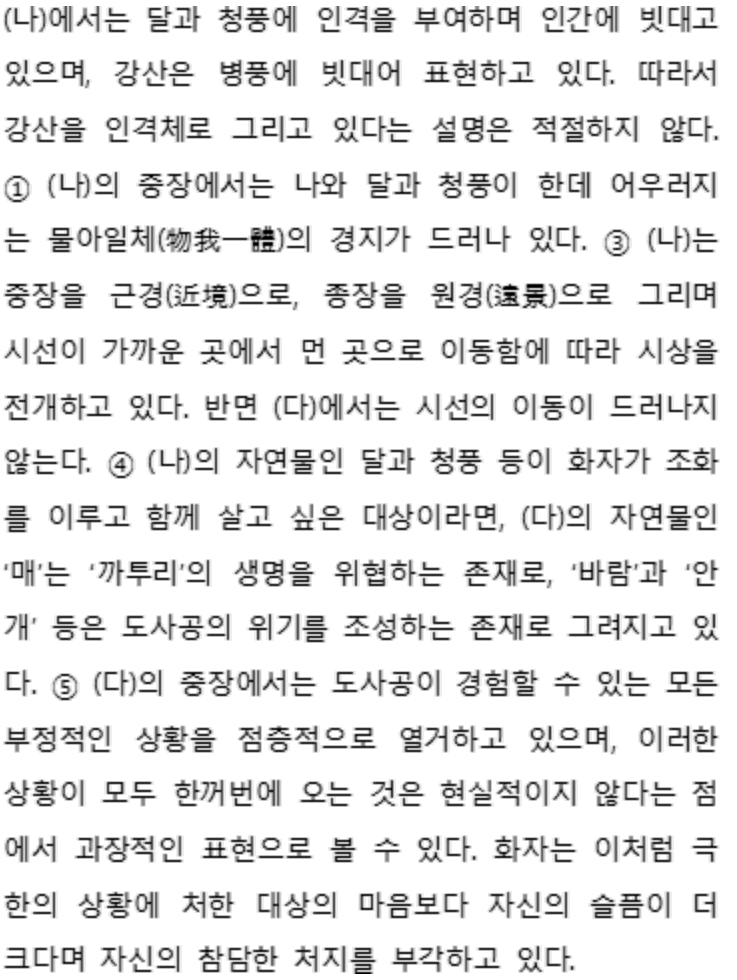 (나)에서는 달과 청풍에 인격을 부여하며 인간에 빗대고
있으며, 강산은 병풍에 빗대어 표현하고 있다. 따라서
강산을 인격체로 그리고 있다는 설명은 적절하지 않다.
① (나)의 중장에서는 나와 달과 청풍이 한데 어우러지
는 물아일체(物我一體)의 경지가 드러나 있다. ③ (나)는
중장을 근경(近境)으로, 종장을 원경(遠景)으로 그리며
시선이 가까운 곳에서 먼 곳으로 이동함에 따라 시상을
전개하고 있다. 반면 (다)에서는 시선의 이동이 드러나지
않는다. ④ (나)의 자연물인 달과 청풍 등이 화자가 조화
를 이루고 함께 살고 싶은 대상이라면, (다)의 자연물인
‘매’는 ‘까투리’의 생명을 위협하는 존재로, ‘바람’과 ‘안
개’ 등은 도사공의 위기를 조성하는 존재로 그려지고 있
다. ⑤ (다)의 중장에서는 도사공이 경험할 수 있는 모든
부정적인 상황을 점층적으로 열거하고 있으며, 이러한
상황이 모두 한꺼번에 오는 것은 현실적이지 않다는 점
에서 과장적인 표현으로 볼 수 있다. 화자는 이처럼 극
한의 상황에 처한 대상의 마음보다 자신의 슬픔이 더
크다며 자신의 참담한 처지를 부각하고 있다.